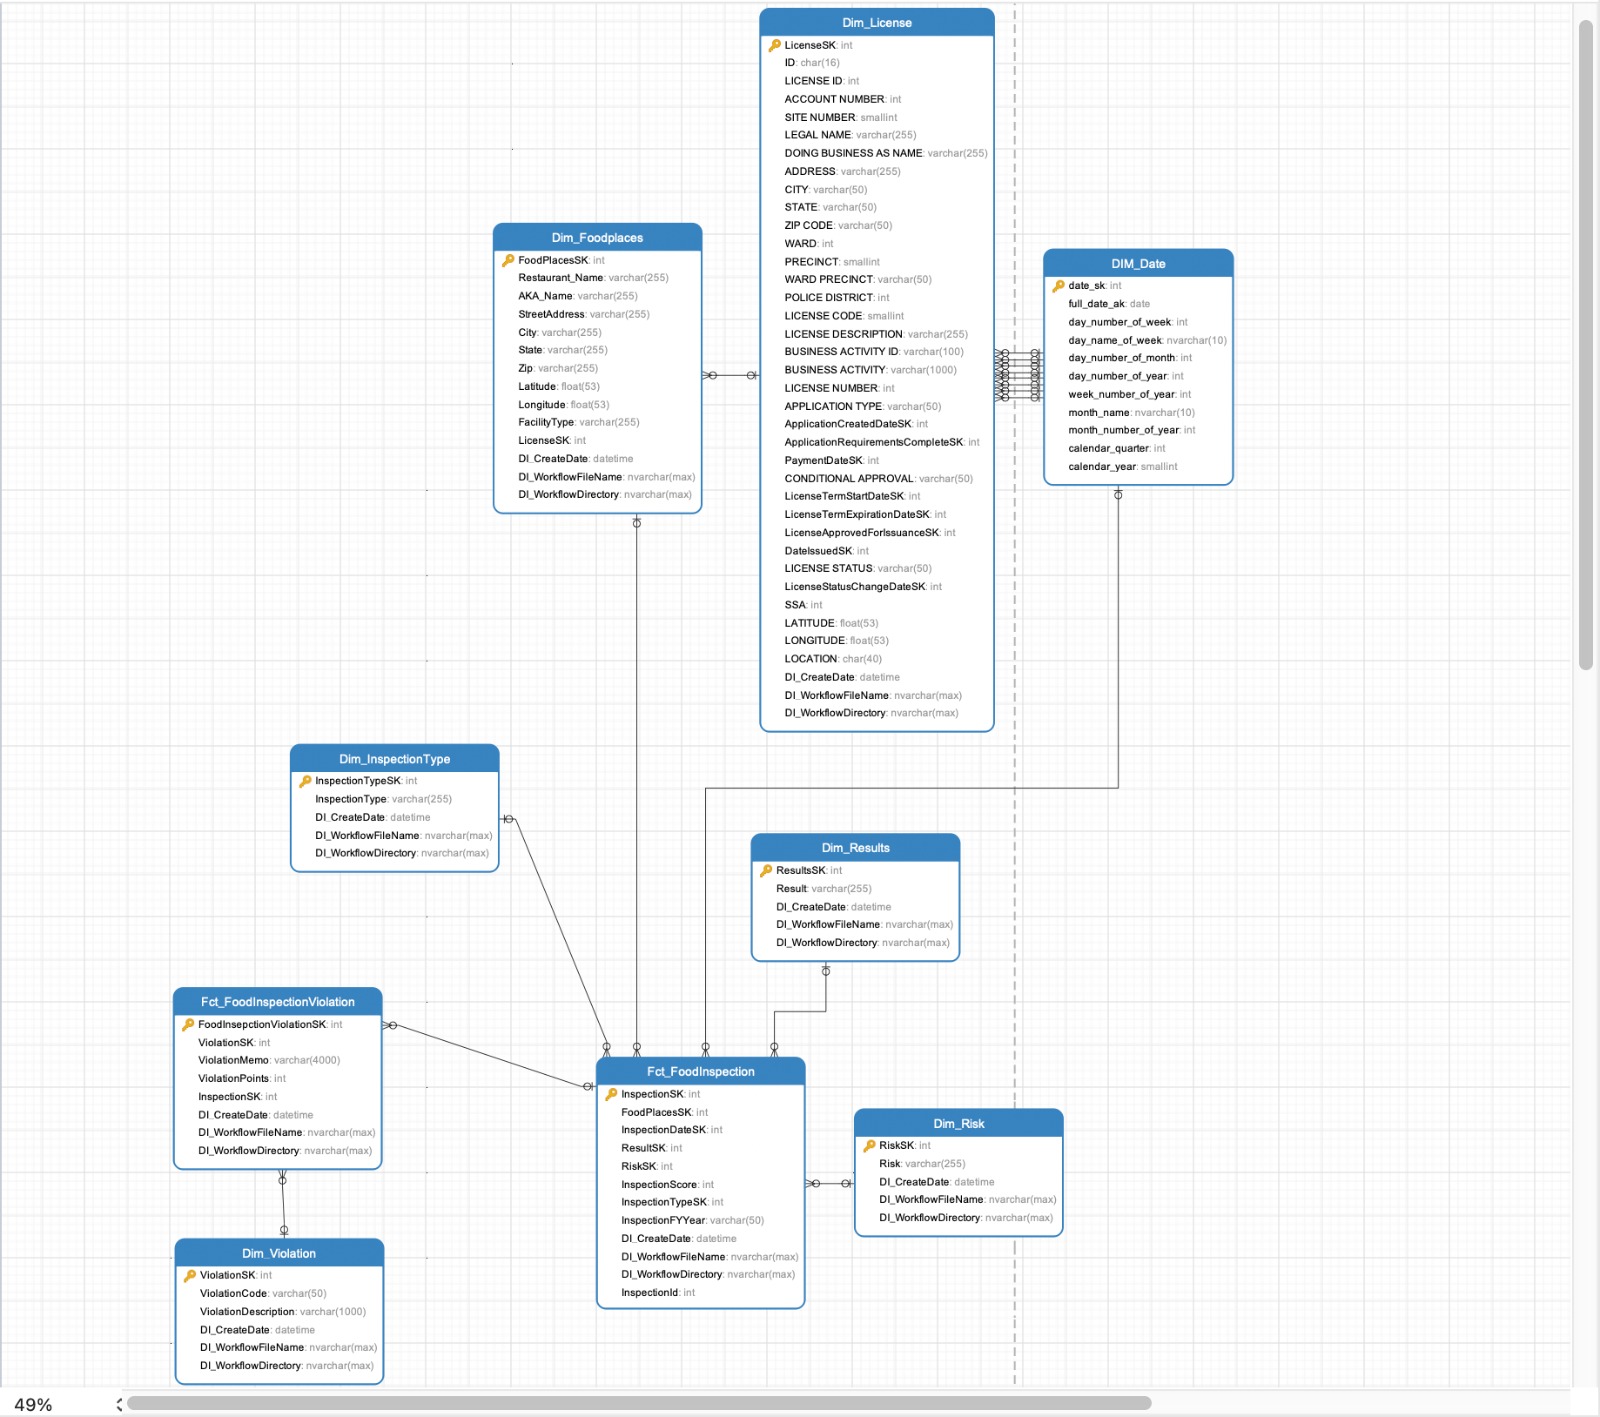 Dim_License
LicenseSK: int
ID: char(16)
LICENSE ID: int
ACCOUNT NUMBER: int
SITE NUMBER: smallint
LEGAL NAME: varchar(255)
DOING BUSINESS AS NAME: varchar(255)
ADDRESS: varchar(255)
CITY: varchar(50)
STATE: varchar(50)
ZIP CODE: varchar(50)
WARD: int
PRECINCT: smallint
WARD PRECINCT: varchar(50)
POLICE DISTRICT: int
LICENSE CODE: smallint
LICENSE DESCRIPTION: varchar(255)
BUSINESS ACTIVITY ID: varchar(100)
BUSINESS ACTIVITY: varchar(1000)
LICENSE NUMBER: int
APPLICATION TYPE: varchar(50)
ApplicationCreatedDateSK: int
ApplicationRequirementsCompleteSK: int
PaymentDateSK: int
CONDITIONAL APPROVAL: varchar(50)
LicenseTermStartDateSK: int
LicenseTermExpirationDateSK: int
LicenseApprovedForIssuanceSK: int
DateIssuedSK: int
LICENSE STATUS: varchar(50)
LicenseStatusChangeDateSK: int
SSA: int
LATITUDE: float(53)
LONGITUDE: float(53)
LOCATION: char(40)
DI_CreateDate: datetime
DI_WorkflowFileName: nvarchar(max)
DI_WorkflowDirectory: nvarchar(max)
Dim_Foodplaces
FoodPlacesSK: int
Restaurant_Name: varchar(255)
AKA_Name: varchar(255)
StreetAddress: varchar(255)
City: varchar(255)
State: varchar(255)
Zip: varchar(255)
Latitude: float(53)
Longitude: float(53)
FacilityType: varchar(255)
LicenseSK: int
DI_CreateDate: datetime
DI_WorkflowFileName: nvarchar(max)
DI_WorkflowDirectory: nvarchar(max)
DIM_Date
date_sk: int
full_date_ak: date
day_number_of_week: int
day_name_of_week: nvarchar(10)
day_number_of_month: int
day_number_of_year: int
week_number_of_year: int
month_name: nvarchar(10)
month_number_of_year: int
calendar_quarter: int
calendar_year: smallint
Dim_InspectionType
InspectionTypeSK: int
InspectionType: varchar(255)
DI_CreateDate: datetime
DI_WorkflowFileName: nvarchar(max)
DI_WorkflowDirectory: nvarchar(max)
Dim_Results
ResultsSK: int
Result: varchar(255)
DI_CreateDate: datetime
DI_WorkflowFileName: nvarchar(max)
DI_WorkflowDirectory: nvarchar(max)
Fct_FoodInspectionViolation
FoodInsepctionViolationSK: int
ViolationSK: int
ViolationMemo: varchar(4000)
ViolationPoints: int
InspectionSK: int
DI_CreateDate: datetime
DI_WorkflowFileName: nvarchar(max)
DI_WorkflowDirectory: nvarchar(max)
Fct_FoodInspection
InspectionSK: int
FoodPlacesSK: int
InspectionDateSK: int
ResultSK: int
RiskSK: int
InspectionScore: int
InspectionTypeSK: int
InspectionFYYear: varchar(50)
DI_CreateDate: datetime
DI_WorkflowFileName: nvarchar(max)
DI_WorkflowDirectory: nvarchar(max)
InspectionId: int
Dim_Risk
RiskSK: int
Risk: varchar(255)
DI_CreateDate: datetime
DI_WorkflowFileName: nvarchar(max)
DI_WorkflowDirectory: nvarchar(max)
Dim_Violation
ViolationSK: int
ViolationCode: varchar(50)
ViolationDescription: varchar(1000)
DI_CreateDate: datetime
DI_WorkflowFileName: nvarchar(max)
DI_WorkflowDirectory: nvarchar(max)
49%